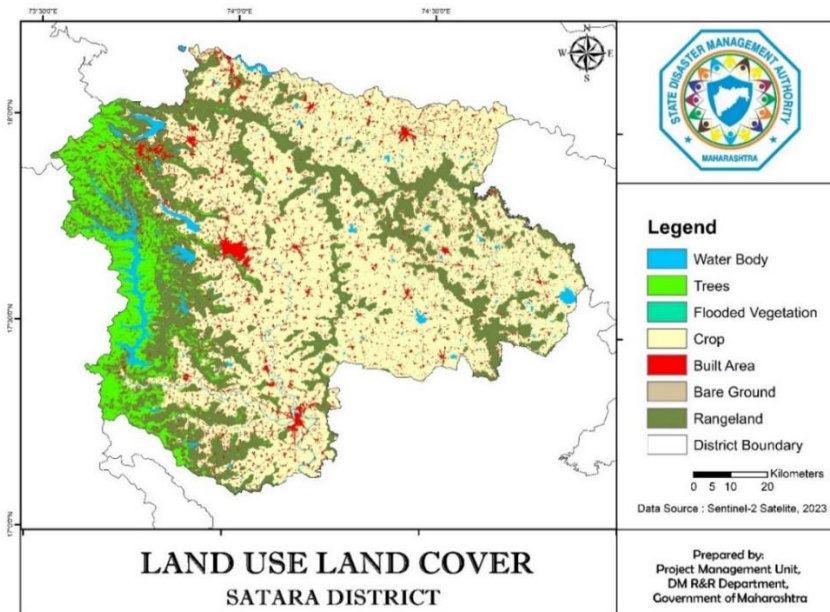 73°30'0"E
74°0'0"E
74°30'0"E
18°0'0"N
17°30'0"N
17°0'0"N
N
W
E
S
STATE DISASTER MANAGEMENT AUTHORITY
MAHARASHTRA
Legend
Water Body
Trees
Flooded Vegetation
Crop
Built Area
Bare Ground
Rangeland
District Boundary
Kilometers
0 5 10 20
Data Source : Sentinel-2 Satelite, 2023
LAND USE LAND COVER
SATARA DISTRICT
Prepared by:
Project Management Unit,
DM R&R Department,
Government of Maharashtra